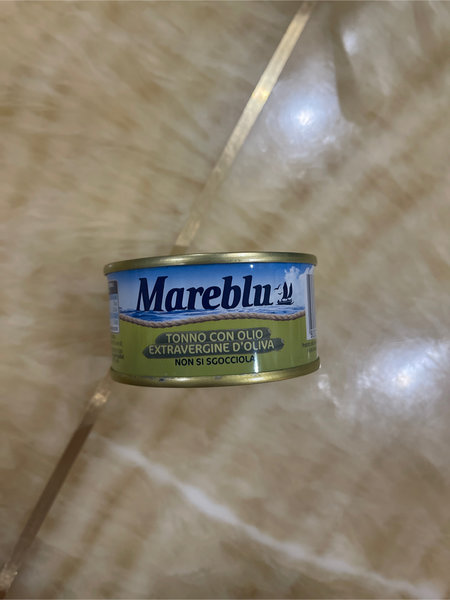 Mareblu
TONNO CON OLIO
EXTRAVERGINE D'OLIVA
NON SI SGOCCIOLA